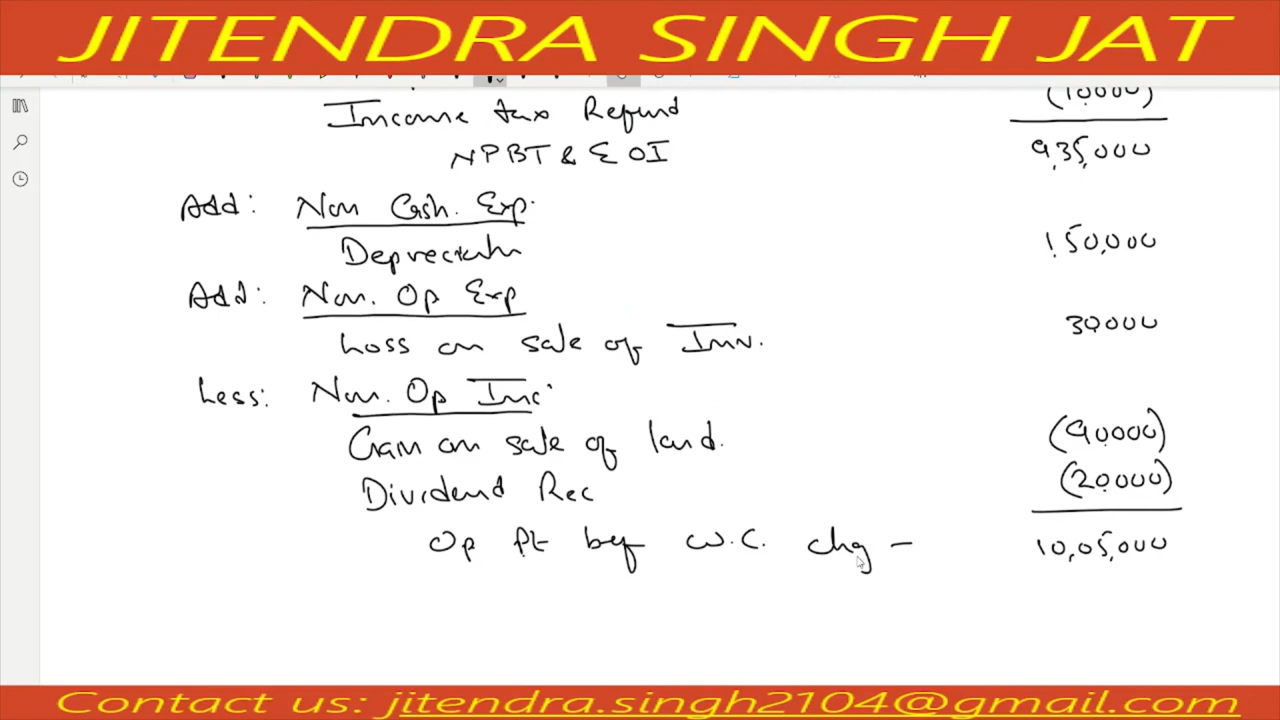 JITENDRA SINGH JAT
(10000)
Income tax Refund
NPBT & EOI 9,35,000
Add: Non Cash. Exp.
Depreciatn 1,50,000
Add: Non. Op Exp
Loss on sale of Inv. 30000
Less: Non. Op Inc
Gain on sale of land. (90000)
Dividend Rec (20000)
Op Pt bef W.C. chg – 10,05,000
Contact us: jitendra.singh2104@gmail.com